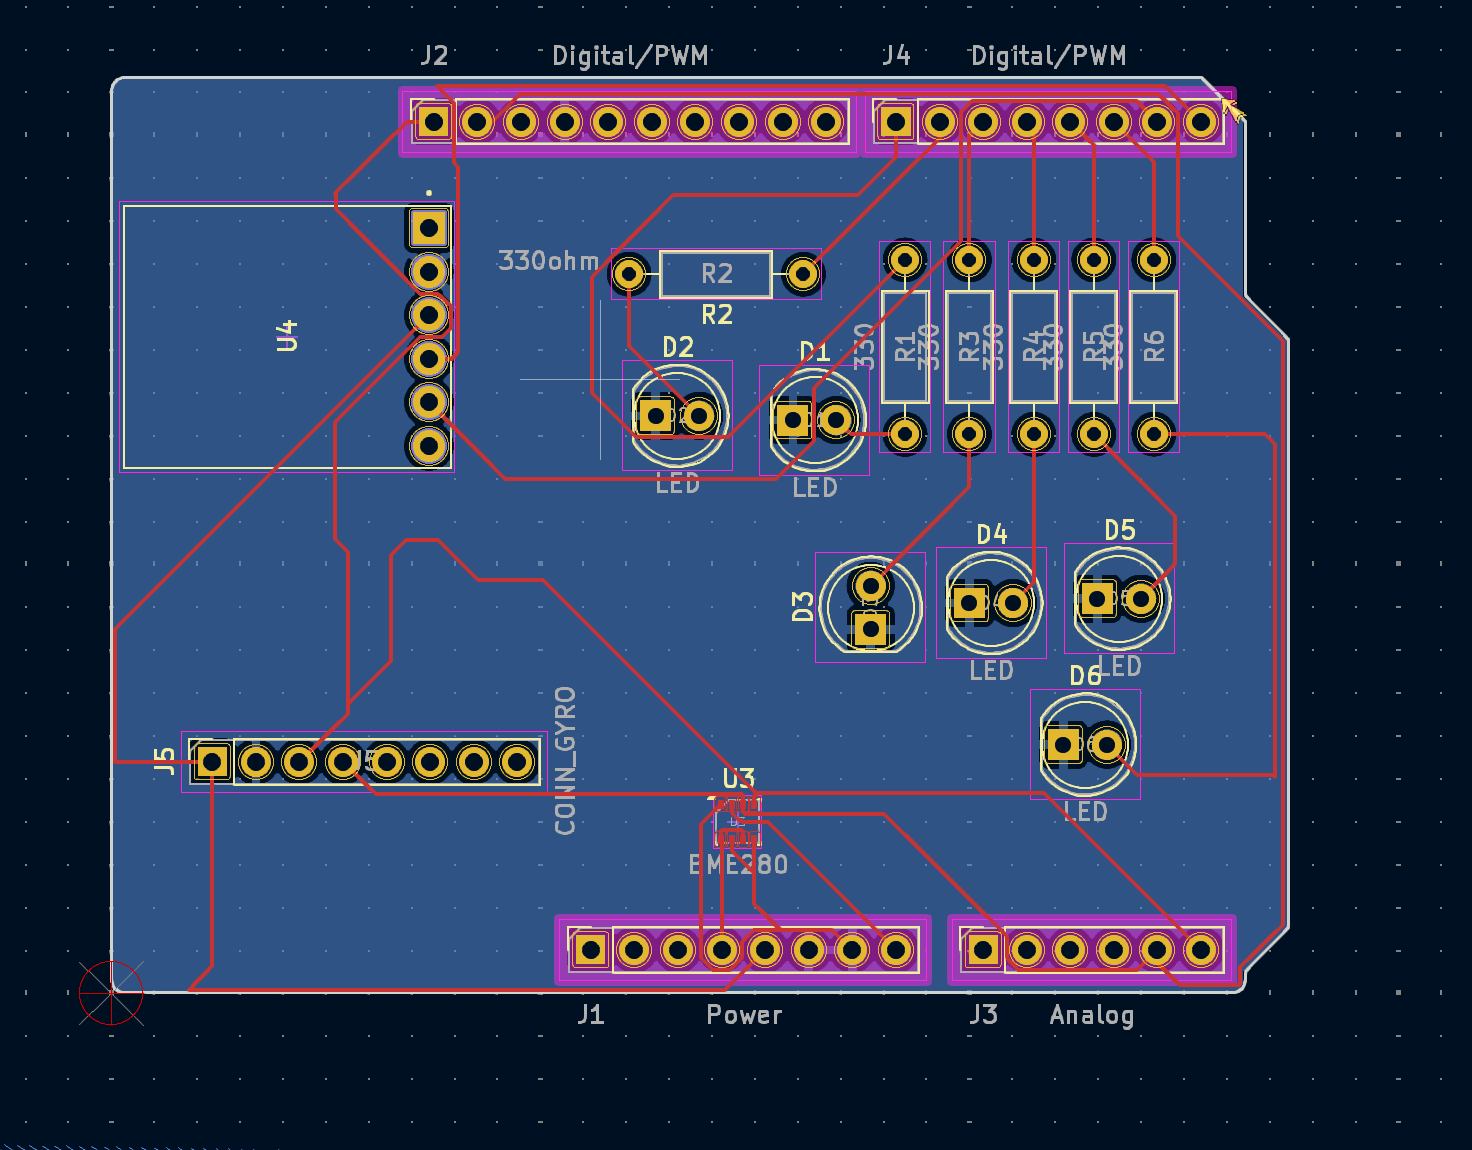 J2
Digital/PWM
J4
Digital/PWM
330ohm
R2
R2
U4
D2
D1
330
R1
330
R3
330
R4
330
R5
330
R6
LED
LED
D3
D4
D5
LED
LED
D6
LED
J5
J5
CONN_GYRO
U3
BME280
J1
Power
J3
Analog